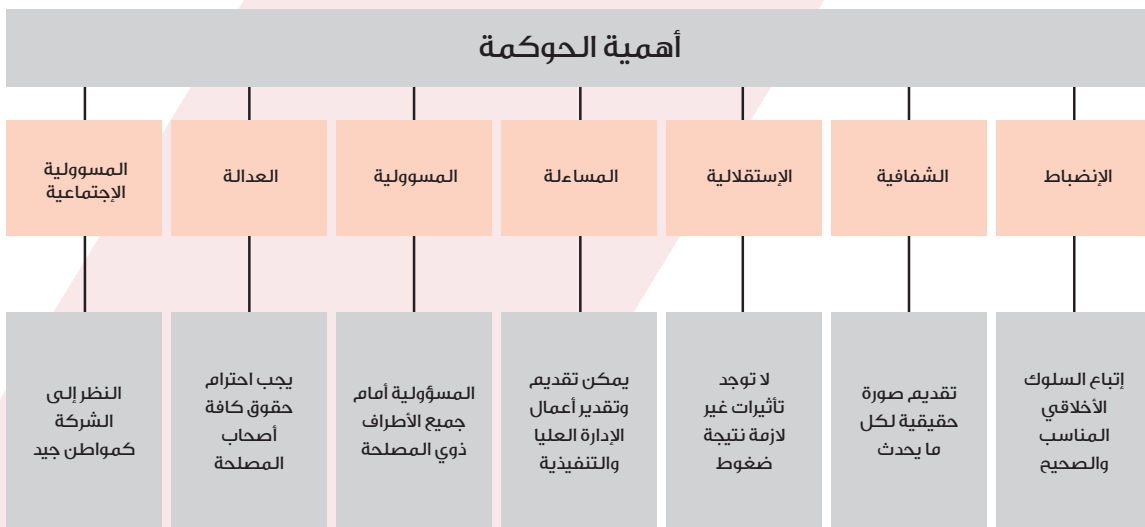 أهمية الحوكمة
الإنضباط
الشفافية
الإستقلالية
المساءلة
المسوولية
العدالة
المسوولية
الإجتماعية
إتباع السلوك
الأخلاقي
المناسب
والصحيح
تقديم صورة
حقيقية لكل
ما يحدث
لا توجد
تأثيرات غير
لازمة نتيجة
ضغوط
يمكن تقديم
وتقدير أعمال
الإدارة العليا
والتنفيذية
المسؤولية أمام
جميع الأطراف
ذوي المصلحة
يجب احترام
حقوق كافة
أصحاب
المصلحة
النظر إلى
الشركة
كمواطن جيد